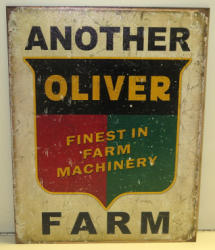 ANOTHER
OLIVER
FINEST IN
FARM
MACHINERY
FARM